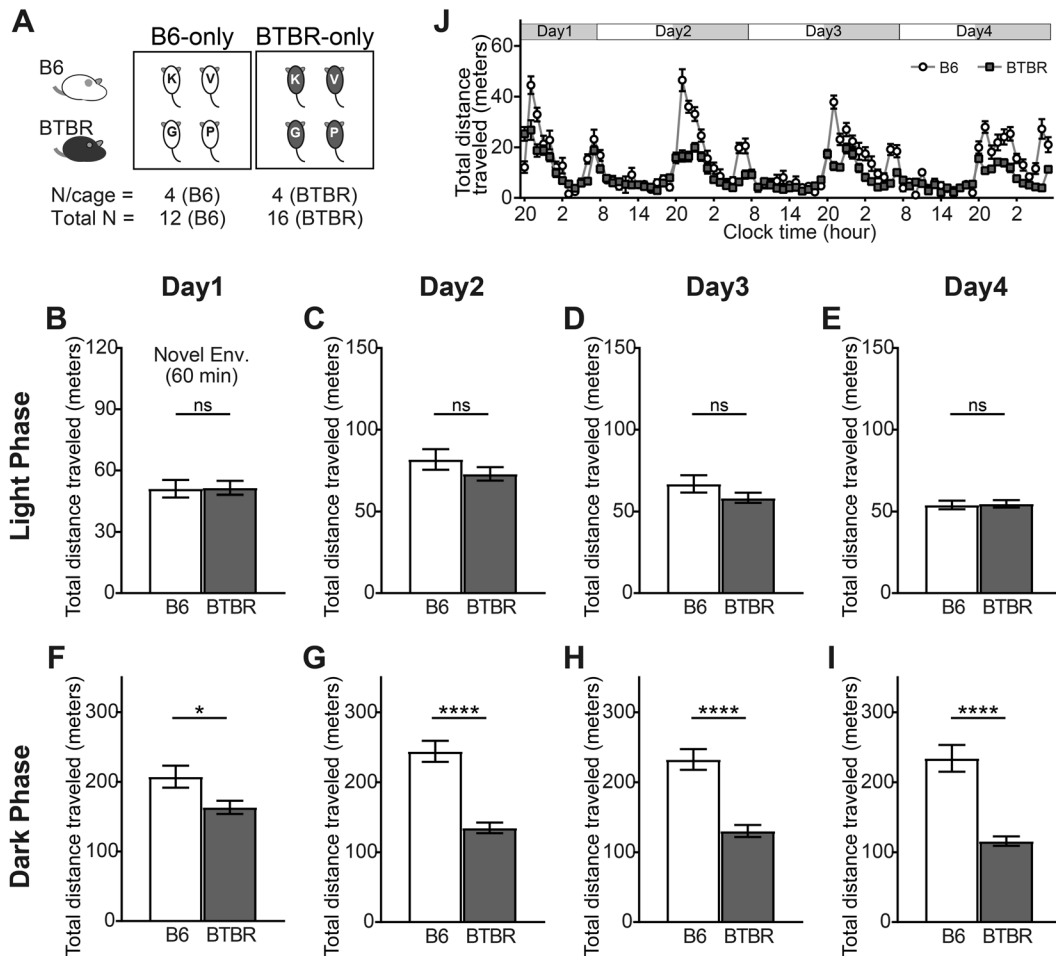 A
B6-only BTBR-only
B6
K V K V
BTBR
G P G P
N/cage = 4 (B6) 4 (BTBR)
Total N = 12 (B6) 16 (BTBR)
J
Day1 Day2 Day3 Day4
B6 BTBR
Total distance
traveled (meters)
60
40
20
0
20 2 8 14 20 2 8 14 20 2 8 14 20 2
Clock time (hour)
Day1 Day2 Day3 Day4
Light Phase
B
Total distance traveled (meters)
120
90
60
30
0
Novel Env.
(60 min)
ns
B6 BTBR
C
Total distance traveled (meters)
150
100
50
0
ns
B6 BTBR
D
Total distance traveled (meters)
150
100
50
0
ns
B6 BTBR
E
Total distance traveled (meters)
150
100
50
0
ns
B6 BTBR
Dark Phase
F
Total distance traveled (meters)
300
200
100
0
*
B6 BTBR
G
Total distance traveled (meters)
300
200
100
0
****
B6 BTBR
H
Total distance traveled (meters)
300
200
100
0
****
B6 BTBR
I
Total distance traveled (meters)
300
200
100
0
****
B6 BTBR